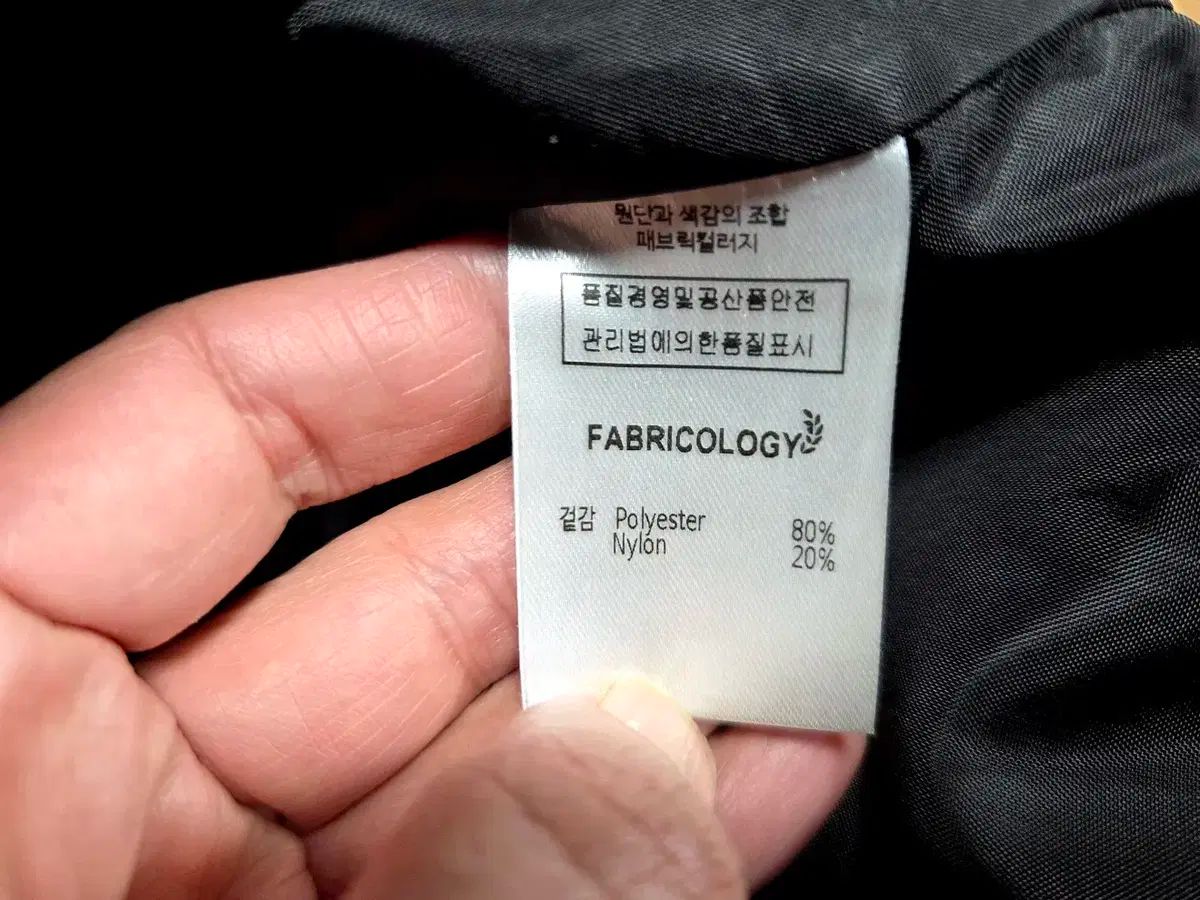 원단과 색감의 조합
패브릭컬러지
품질경영및공산품안전
관리법에의한품질표시
FABRICOLOGY
겉감 Polyester 80%
Nylon 20%